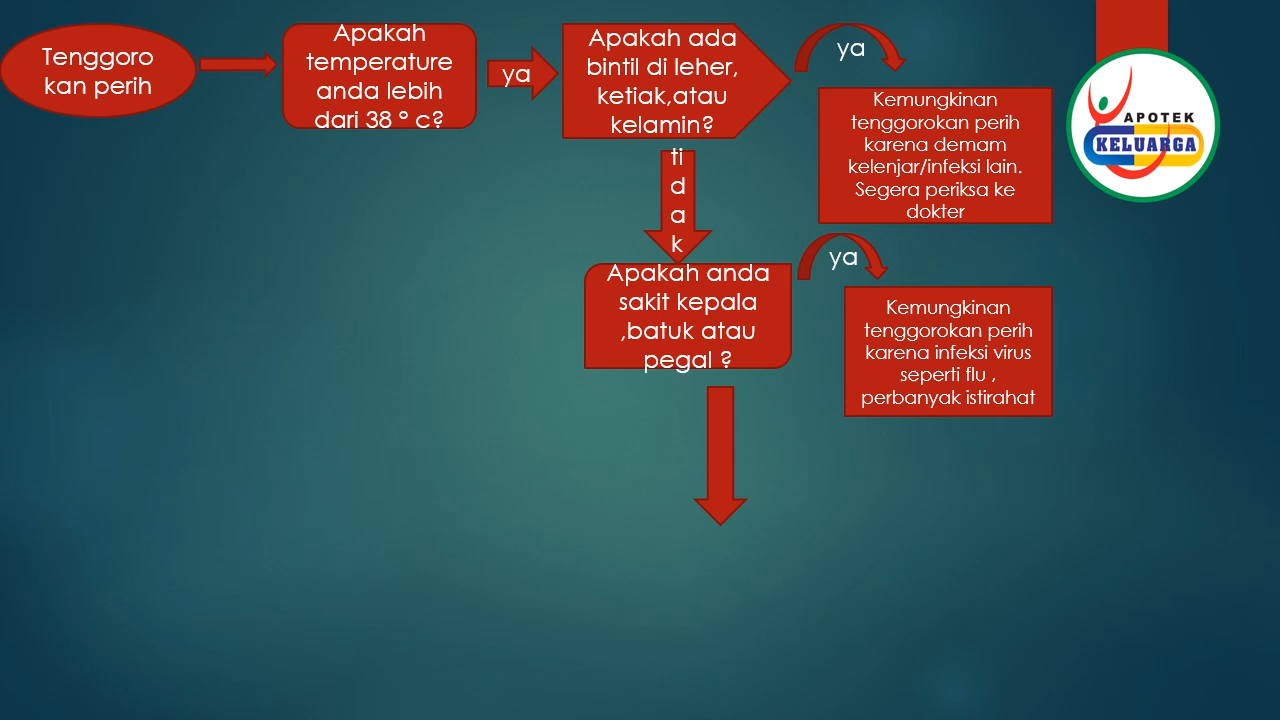 Tenggoro
kan perih
Apakah
temperature
anda lebih
dari 38 ° c?
ya
Apakah ada
bintil di leher,
ketiak,atau
kelamin?
ya
Kemungkinan
tenggorokan perih
karena demam
kelenjar/infeksi lain.
Segera periksa ke
dokter
APOTEK
KELUARGA
ti
d
a
k
Apakah anda
sakit kepala
,batuk atau
pegal ?
ya
Kemungkinan
tenggorokan perih
karena infeksi virus
seperti flu ,
perbanyak istirahat